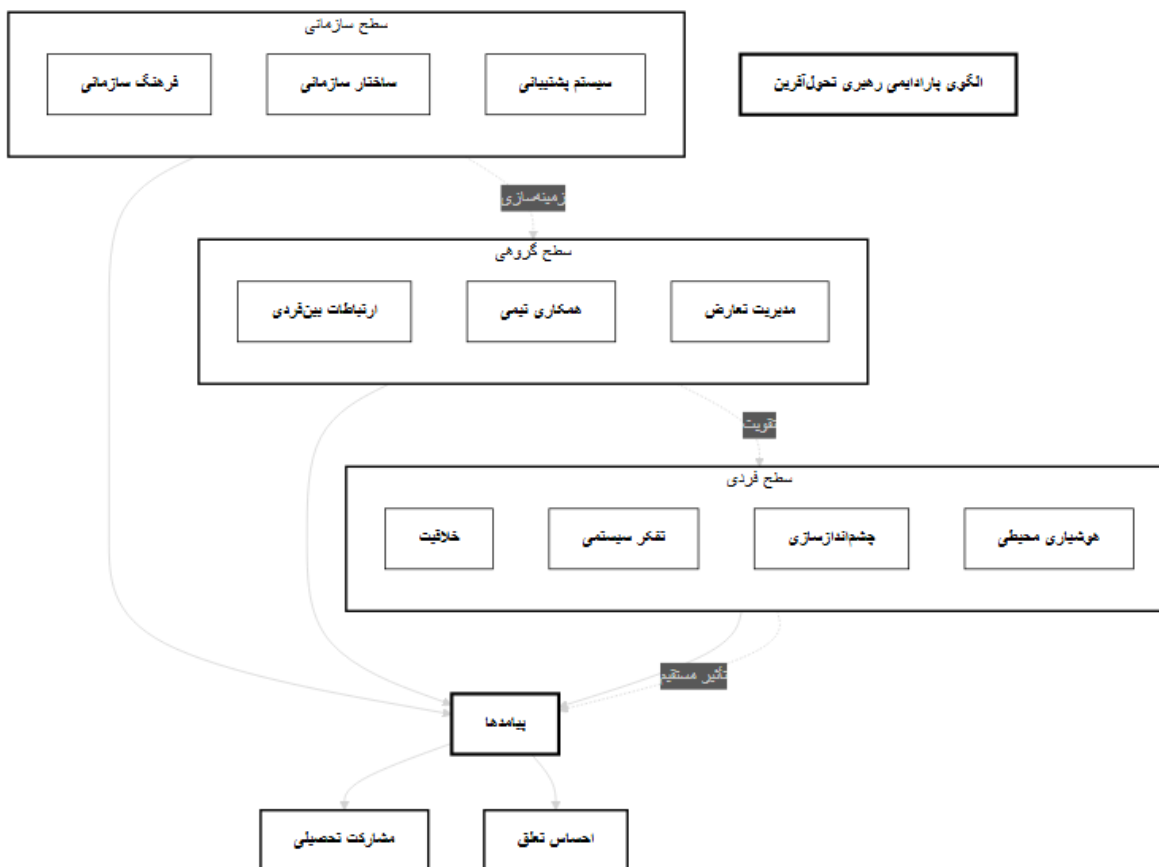 سطح سازمانی
سیستم پشتیبانی
ساختار سازمانی
فرهنگ سازمانی
الگوی پارادایمی رهبری تحول‌آفرین
زمینه‌سازی
سطح گروهی
مدیریت تعارض
همکاری تیمی
ارتباطات بین‌فردی
تقویت
سطح فردی
هوشیاری محیطی
چشم‌اندازسازی
تفکر سیستمی
خلاقیت
تأثیر مستقیم
پیامدها
احساس تعلق
مشارکت تحصیلی